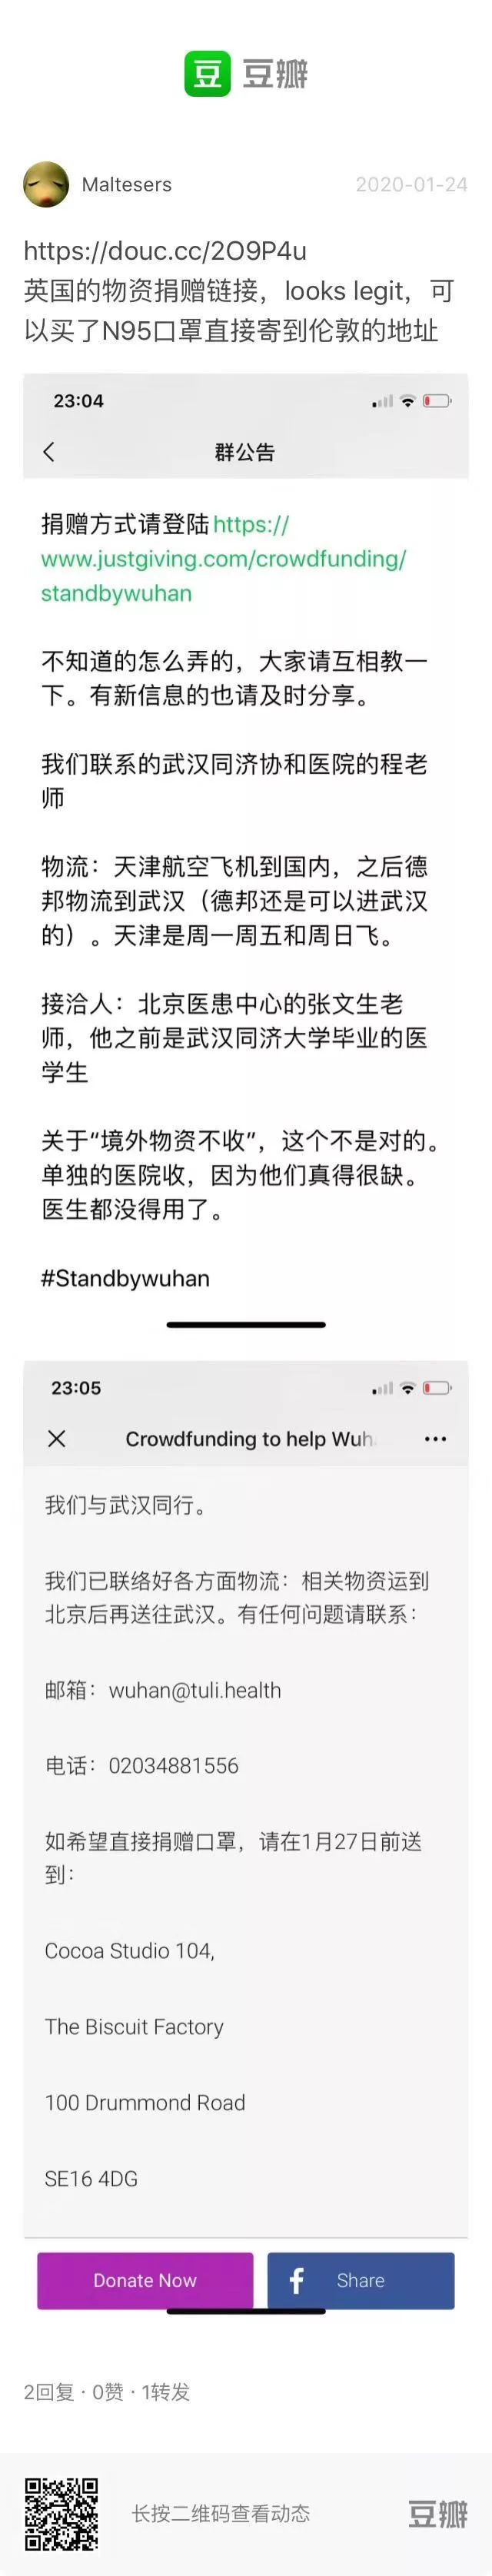 豆 豆瓣
Maltesers 2020-01-24
https://douc.cc/2O9P4u
英国的物资捐赠链接，looks legit，可
以买了N95口罩直接寄到伦敦的地址
23:04
群公告
捐赠方式请登陆https://
www.justgiving.com/crowdfunding/
standbywuhan
不知道的怎么弄的，大家请互相教一
下。有新信息的也请及时分享。
我们联系的武汉同济协和医院的程老
师
物流：天津航空飞机到国内，之后德
邦物流到武汉（德邦还是可以进武汉
的）。天津是周一周五和周日飞。
接洽人：北京医患中心的张文生老
师，他之前是武汉同济大学毕业的医
学生
关于“境外物资不收”，这个不是对的。
单独的医院收，因为他们真得很缺。
医生都没得用了。
#Standbywuhan
23:05
Crowdfunding to help Wuh
我们与武汉同行。
我们已联络好各方面物流：相关物资运到
北京后再送往武汉。有任何问题请联系：
邮箱：wuhan@tuli.health
电话：02034881556
如希望直接捐赠口罩，请在1月27日前送
到：
Cocoa Studio 104,
The Biscuit Factory
100 Drummond Road
SE16 4DG
Donate Now Share
2回复 · 0赞 · 1转发
长按二维码查看动态 豆瓣